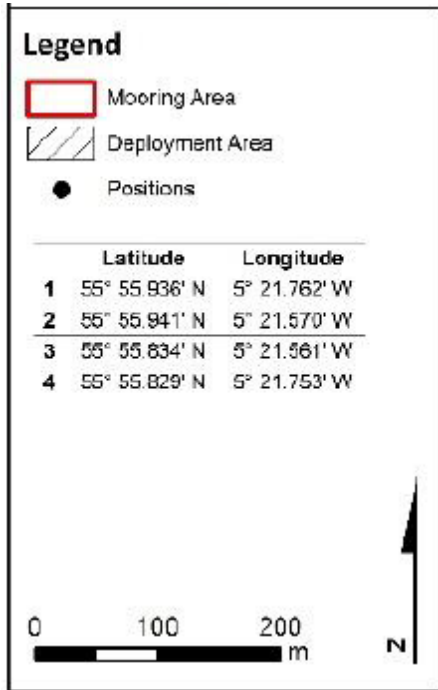 Legend
Mooring Area
Deployment Area
Positions
Latitude Longitude
1 55° 55.936' N 5° 21.762' W
2 55° 55.941' N 5° 21.570' W
3 55° 55.834' N 5° 21.561' W
4 55° 55.829' N 5° 21.753' W
0 100 200
m
N